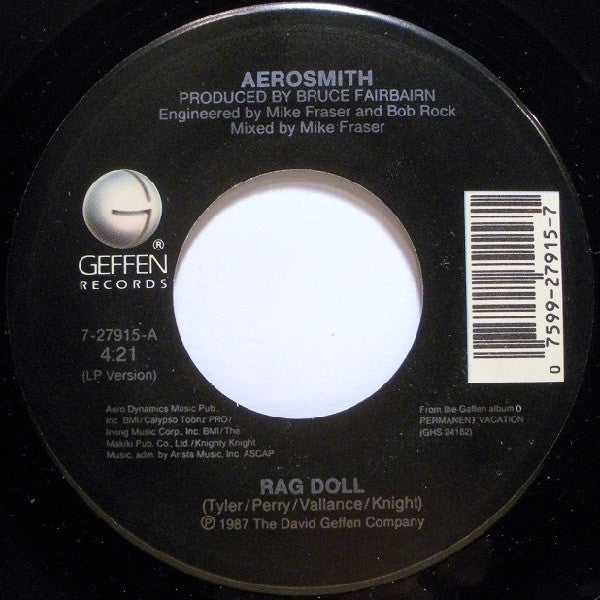 AEROSMITH
PRODUCED BY BRUCE FAIRBAIRN
Engineered by Mike Fraser and Bob Rock
Mixed by Mike Fraser
G
®
GEFFEN
RECORDS
7-27915-A
4:21
(LP Version)
0 7599-27915-7
Aero Dynamics Music Pub.
Inc. BMI/Calypso Toonz PRO/
Irving Music Corp, Inc. BMI/The
Makiki Pub. Co., Ltd./Knighty Knight
Music, adm. by Arista Music, Inc. ASCAP
From the Geffen album
PERMANENT VACATION
(GHS 24162)
RAG DOLL
(Tyler/Perry/Vallance/Knight)
℗ 1987 The David Geffen Company